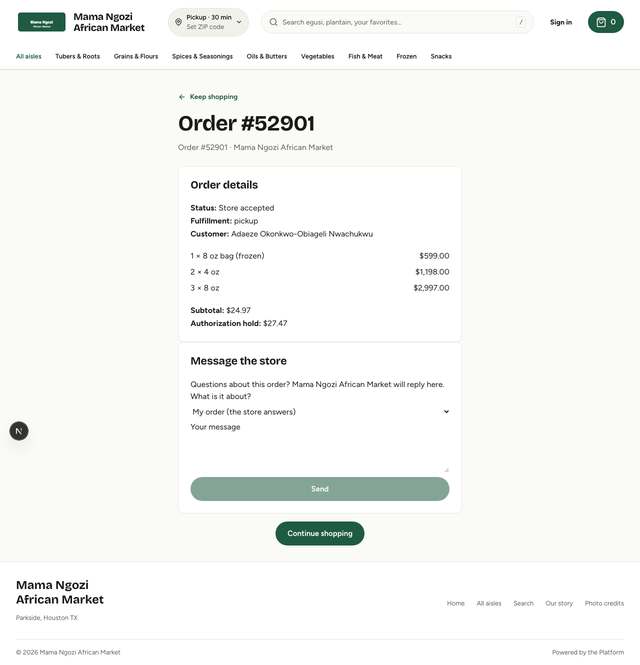 Mama Ngozi
African Market
Pickup · 30 min
Set ZIP code
Search egusi, plantain, your favorites...
/
Sign in
0
All aisles
Tubers & Roots
Grains & Flours
Spices & Seasonings
Oils & Butters
Vegetables
Fish & Meat
Frozen
Snacks
Keep shopping
Order #52901
Order #52901 · Mama Ngozi African Market
Order details
Status: Store accepted
Fulfillment: pickup
Customer: Adaeze Okonkwo-Obiageli Nwachukwu
1 × 8 oz bag (frozen) $599.00
2 × 4 oz $1,198.00
3 × 8 oz $2,997.00
Subtotal: $24.97
Authorization hold: $27.47
Message the store
Questions about this order? Mama Ngozi African Market will reply here.
What is it about?
My order (the store answers)
Your message
Send
Continue shopping
N
Mama Ngozi
African Market
Parkside, Houston TX
Home
All aisles
Search
Our story
Photo credits
© 2026 Mama Ngozi African Market
Powered by the Platform